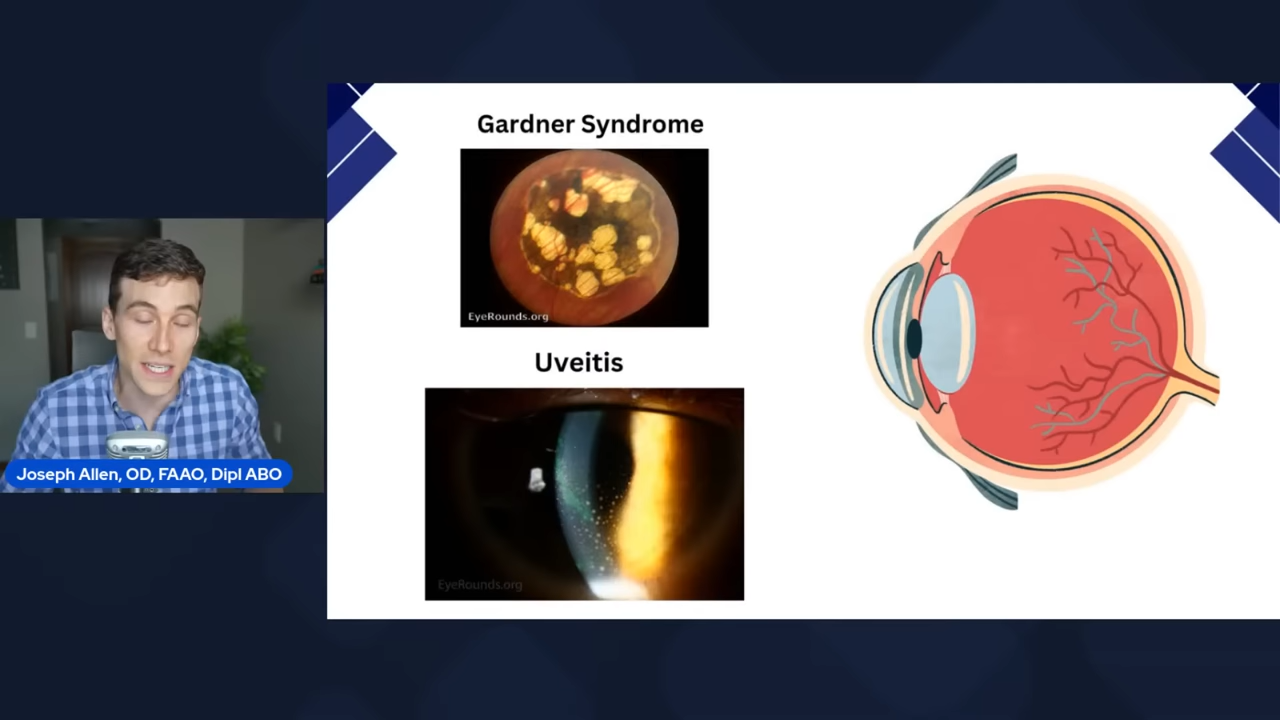 Gardner Syndrome
EyeRounds.org
Uveitis
EyeRounds.org
Joseph Allen, OD, FAAO, Dipl ABO